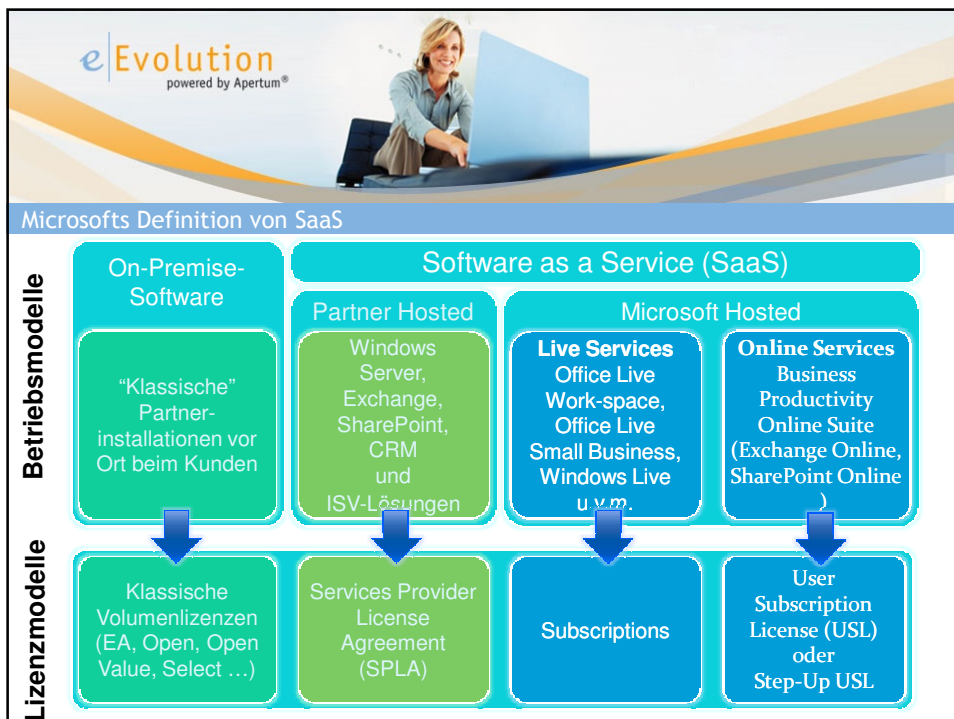 e Evolution
powered by Apertum®
Microsofts Definition von SaaS
Betriebsmodelle
On-Premise-
Software
"Klassische"
Partner-
installationen vor
Ort beim Kunden
Software as a Service (SaaS)
Partner Hosted
Windows
Server,
Exchange,
SharePoint,
CRM
und
ISV-Lösungen
Microsoft Hosted
Live Services
Office Live
Work-space,
Office Live
Small Business,
Windows Live
u.v.m.
Online Services
Business
Productivity
Online Suite
(Exchange Online,
SharePoint Online
)
Lizenzmodelle
Klassische
Volumenlizenzen
(EA, Open, Open
Value, Select …)
Services Provider
License
Agreement
(SPLA)
Subscriptions
User
Subscription
License (USL)
oder
Step-Up USL